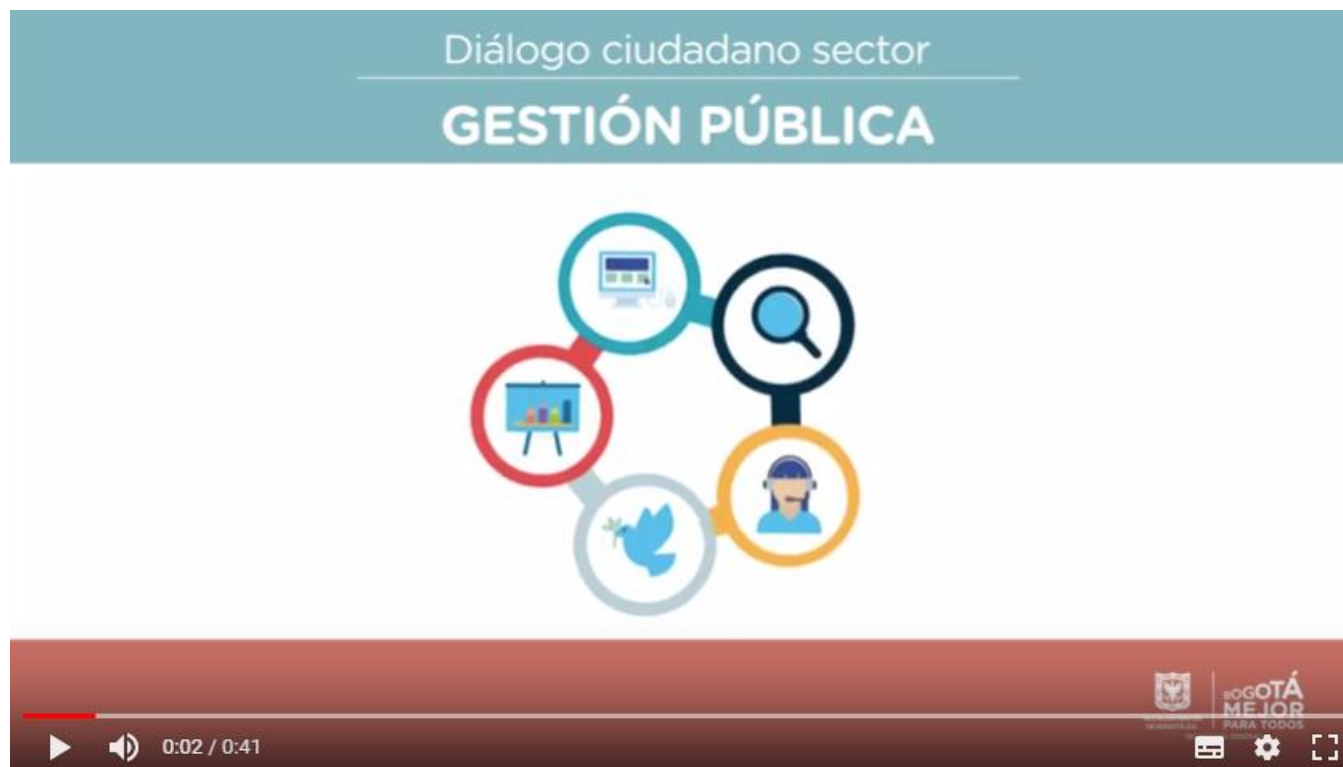 Diálogo ciudadano sector
GESTIÓN PÚBLICA
BOGOTÁ
MEJOR
PARA TODOS
0:02 / 0:41